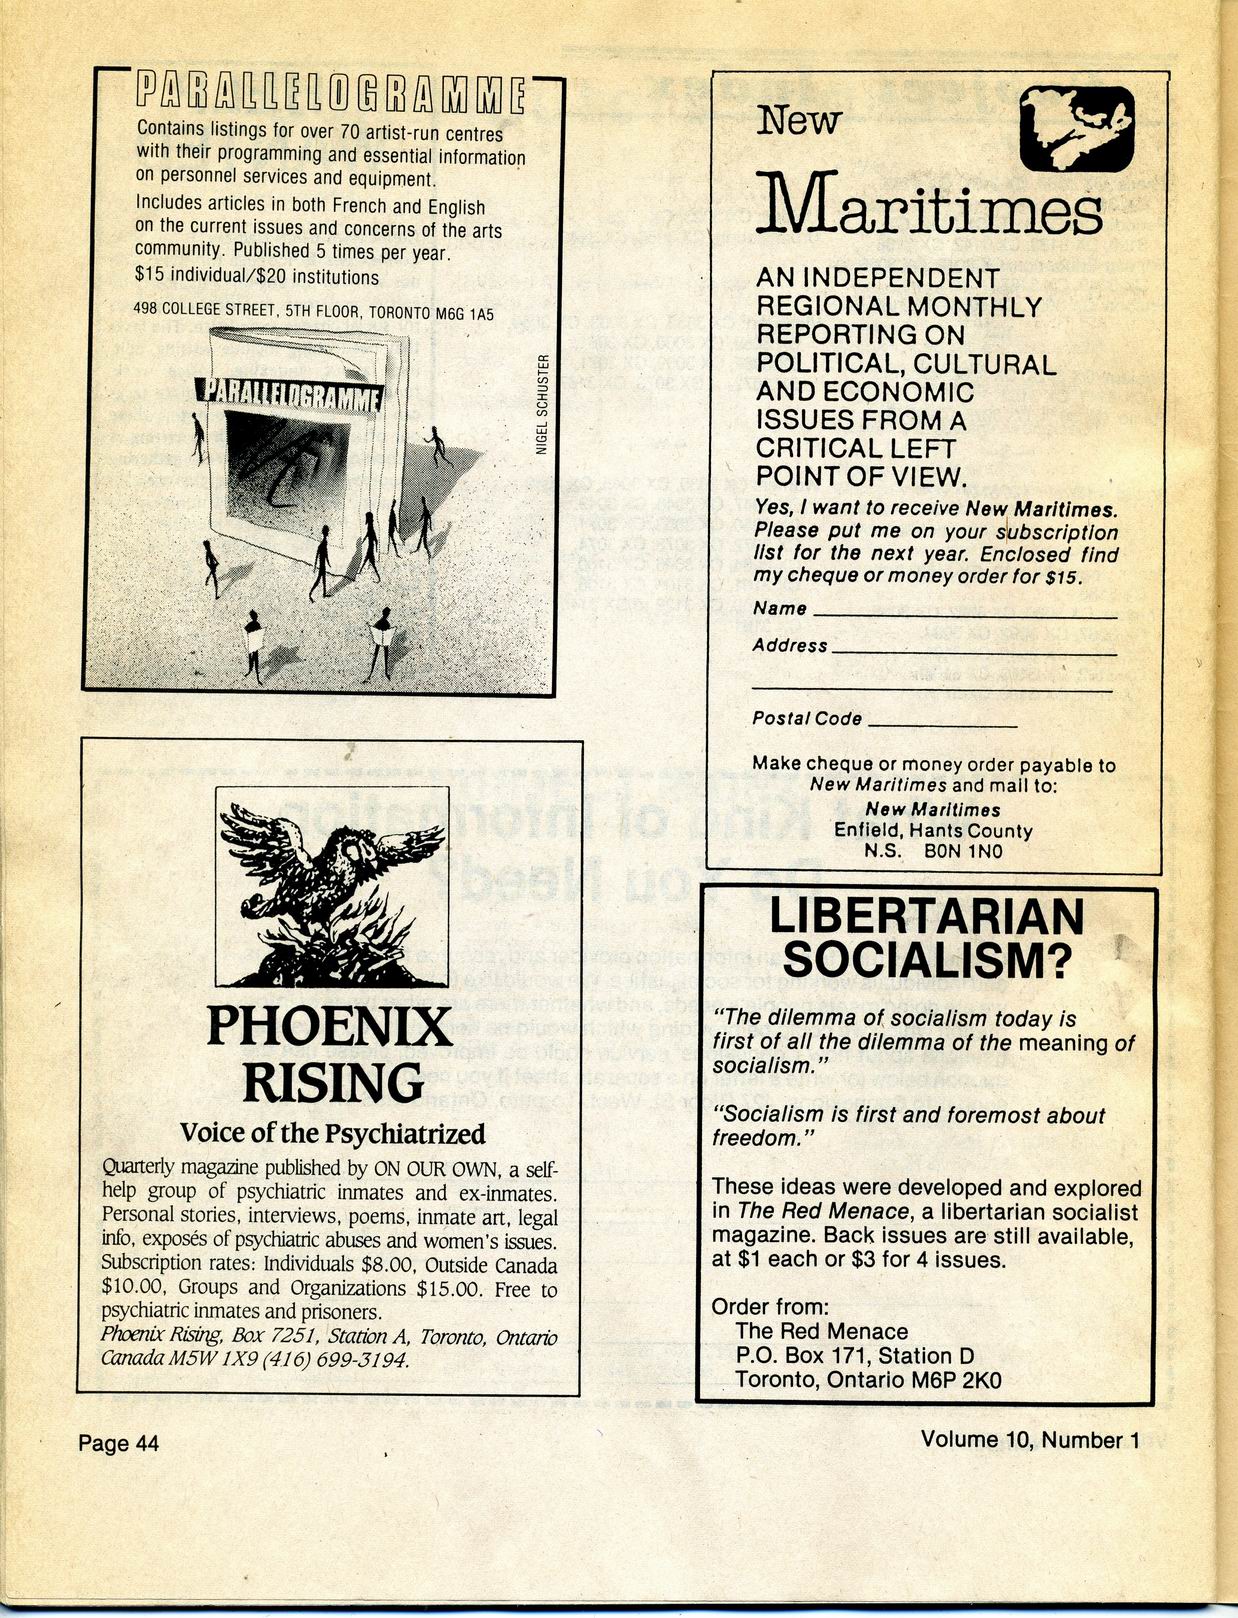 PARALLELOGRAMME
Contains listings for over 70 artist-run centres
with their programming and essential information
on personnel services and equipment.
Includes articles in both French and English
on the current issues and concerns of the arts
community. Published 5 times per year.
$15 individual/$20 institutions
498 COLLEGE STREET, 5TH FLOOR, TORONTO M6G 1A5
PARALLELOGRAMME
NIGEL SCHUSTER
PHOENIX
RISING
Voice of the Psychiatrized
Quarterly magazine published by ON OUR OWN, a self-
help group of psychiatric inmates and ex-inmates.
Personal stories, interviews, poems, inmate art, legal
info, exposés of psychiatric abuses and women's issues.
Subscription rates: Individuals $8.00, Outside Canada
$10.00, Groups and Organizations $15.00. Free to
psychiatric inmates and prisoners.
Phoenix Rising, Box 7251, Station A, Toronto, Ontario
Canada M5W 1X9 (416) 699-3194.
New
Maritimes
AN INDEPENDENT
REGIONAL MONTHLY
REPORTING ON
POLITICAL, CULTURAL
AND ECONOMIC
ISSUES FROM A
CRITICAL LEFT
POINT OF VIEW.
Yes, I want to receive New Maritimes.
Please put me on your subscription
list for the next year. Enclosed find
my cheque or money order for $15.
Name
Address
Postal Code
Make cheque or money order payable to
New Maritimes and mail to:
New Maritimes
Enfield, Hants County
N.S. B0N 1N0
LIBERTARIAN
SOCIALISM?
"The dilemma of socialism today is
first of all the dilemma of the meaning of
socialism."
"Socialism is first and foremost about
freedom."
These ideas were developed and explored
in The Red Menace, a libertarian socialist
magazine. Back issues are still available,
at $1 each or $3 for 4 issues.
Order from:
The Red Menace
P.O. Box 171, Station D
Toronto, Ontario M6P 2K0
Page 44
Volume 10, Number 1